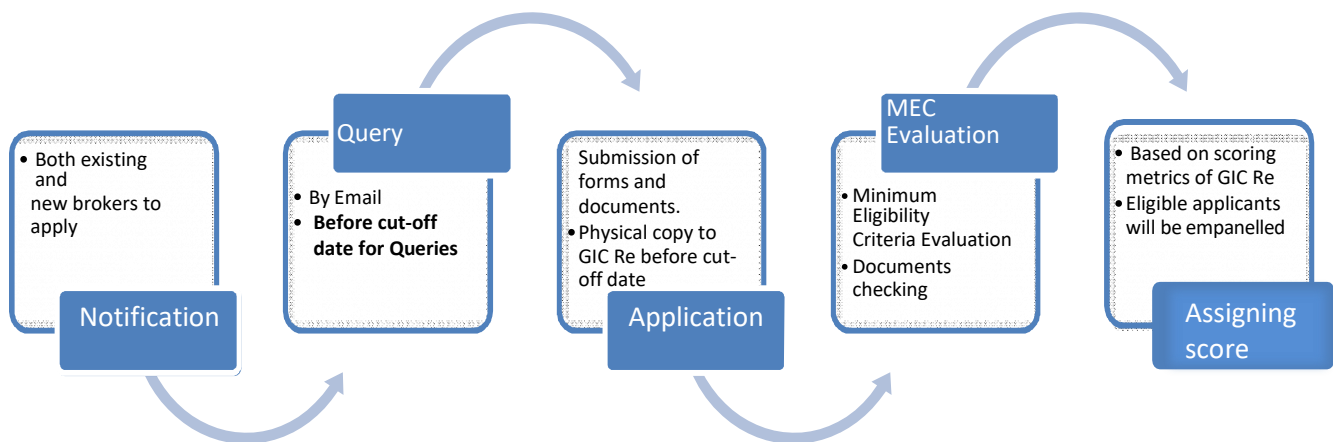 • Both existing
and
new brokers to
apply
Notification
Query
• By Email
• Before cut-off
date for Queries
Submission of
forms and
documents.
• Physical copy to
GIC Re before cut-
off date
Application
MEC
Evaluation
• Minimum
Eligibility
Criteria Evaluation
• Documents
checking
• Based on scoring
metrics of GIC Re
• Eligible applicants
will be empanelled
Assigning
score